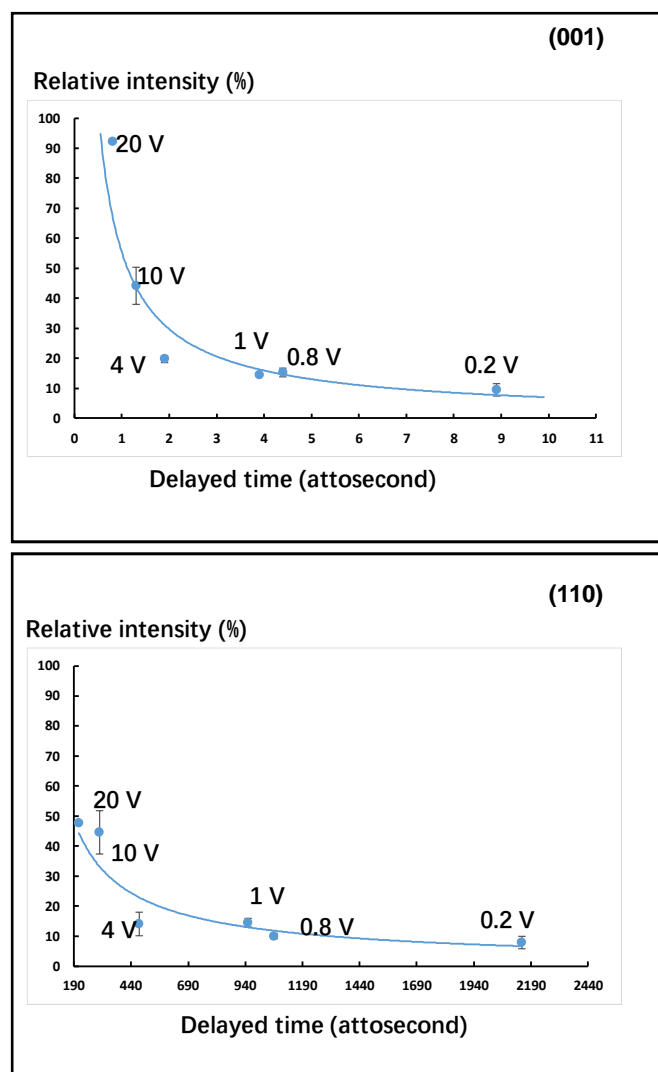 (001)
Relative intensity (%)
100
90
80
70
60
50
40
30
20
10
0
20 V
10 V
4 V
1 V
0.8 V
0.2 V
0 1 2 3 4 5 6 7 8 9 10 11
Delayed time (attosecond)
(110)
Relative intensity (%)
100
90
80
70
60
50
40
30
20
10
0
20 V
10 V
4 V
1 V
0.8 V
0.2 V
190 440 690 940 1190 1440 1690 1940 2190 2440
Delayed time (attosecond)